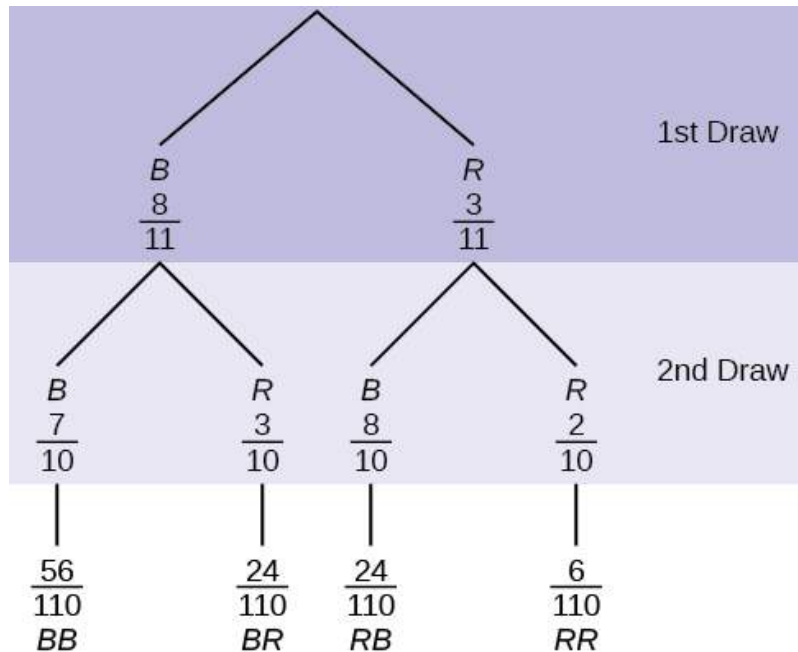 1st Draw
B R
8/11 3/11
2nd Draw
B R B R
7/10 3/10 8/10 2/10
56/110 24/110 24/110 6/110
BB BR RB RR